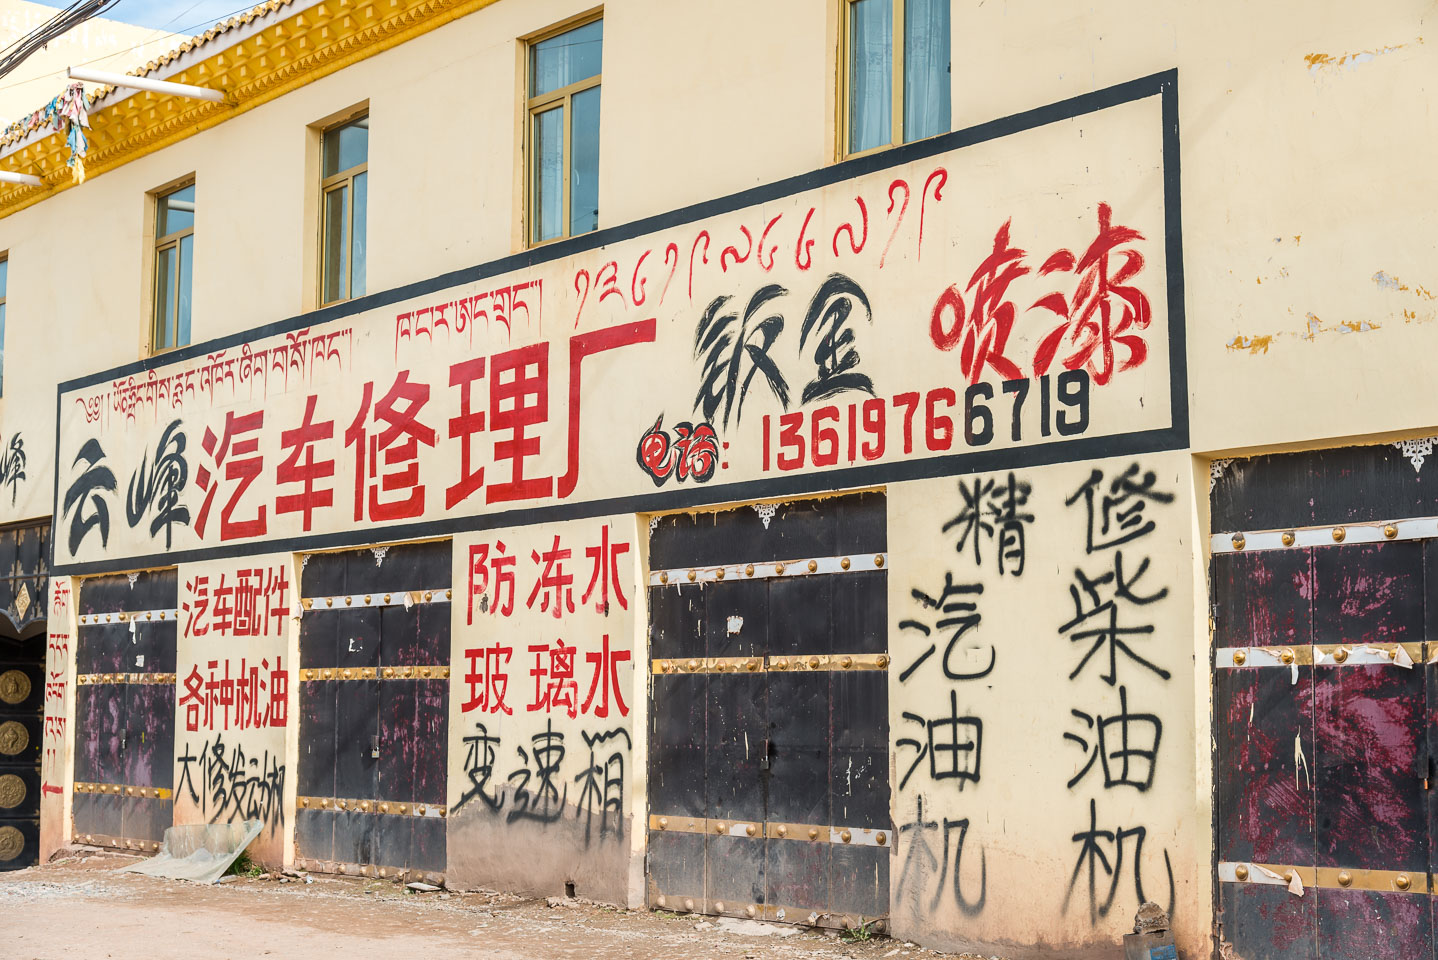 ༡༣༦༡༩༧༦༦༧༡༩
云峰汽车修理厂 钣金 喷漆
电话: 13619766719
峰
汽车配件
各种机油
大修发动机
防冻水
玻璃水
变速箱
精修
汽油机
柴油机